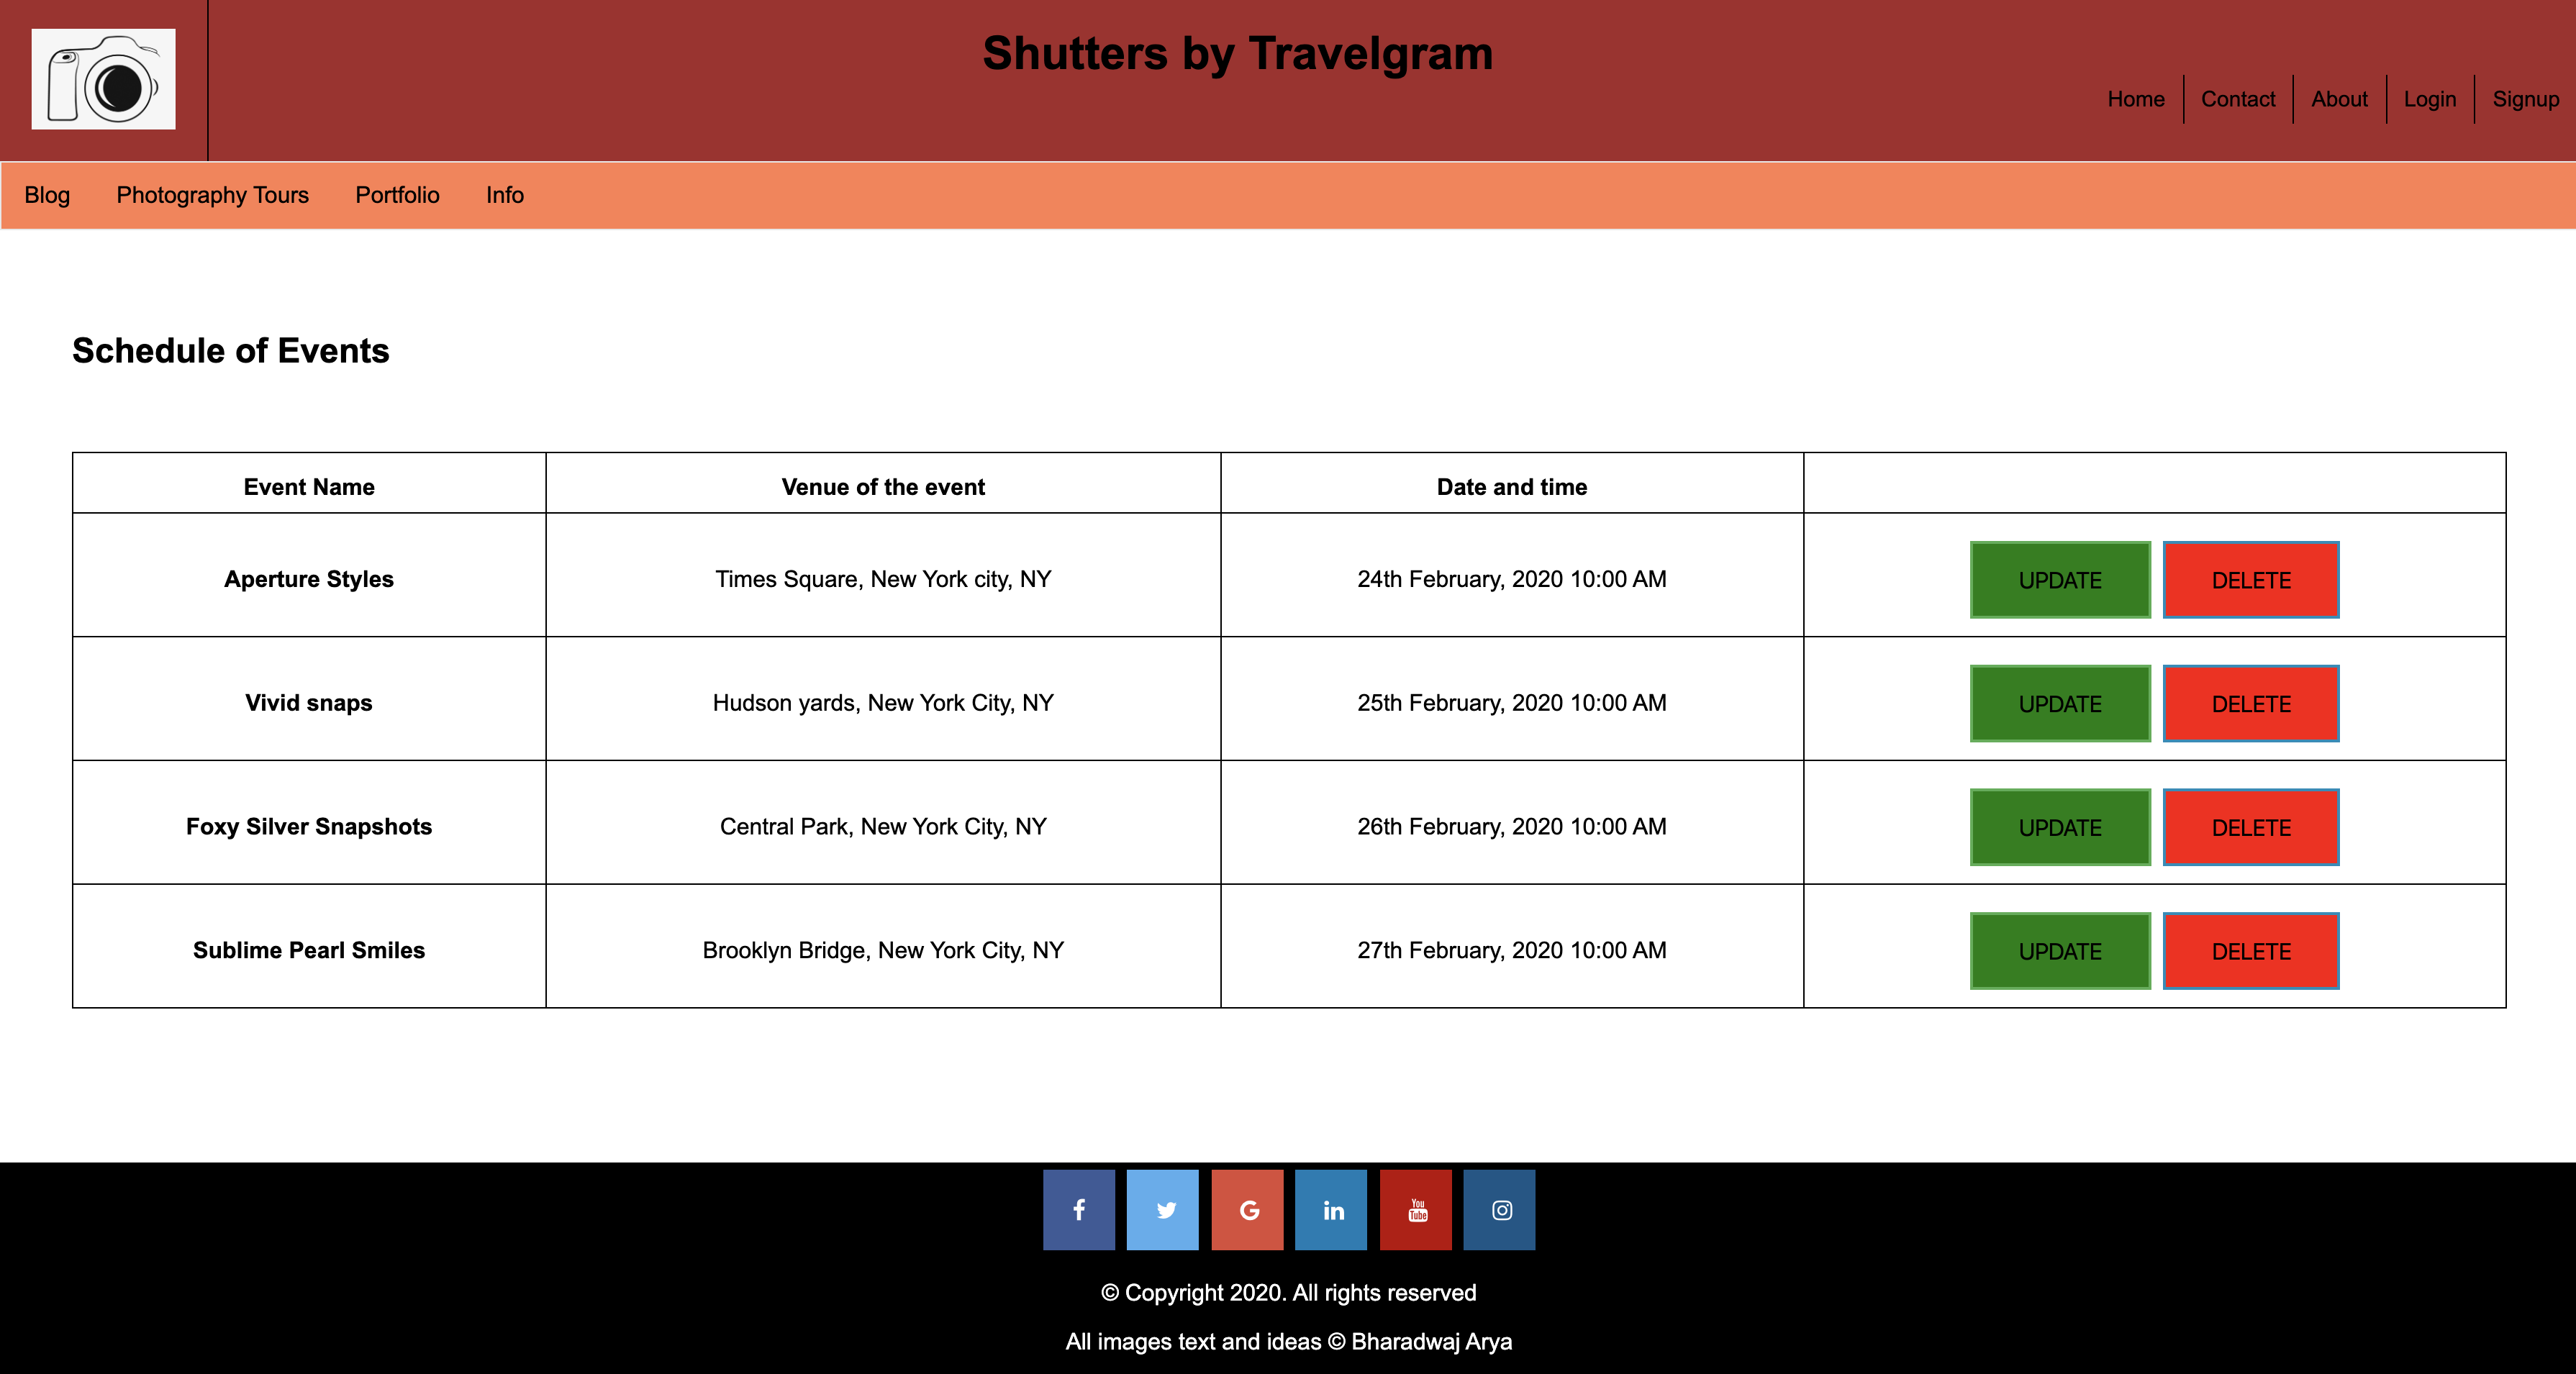 Shutters by Travelgram
Home Contact About Login Signup
Blog Photography Tours Portfolio Info
Schedule of Events
Event Name Venue of the event Date and time
Aperture Styles Times Square, New York city, NY 24th February, 2020 10:00 AM UPDATE DELETE
Vivid snaps Hudson yards, New York City, NY 25th February, 2020 10:00 AM UPDATE DELETE
Foxy Silver Snapshots Central Park, New York City, NY 26th February, 2020 10:00 AM UPDATE DELETE
Sublime Pearl Smiles Brooklyn Bridge, New York City, NY 27th February, 2020 10:00 AM UPDATE DELETE
f G in You Tube
© Copyright 2020. All rights reserved
All images text and ideas © Bharadwaj Arya